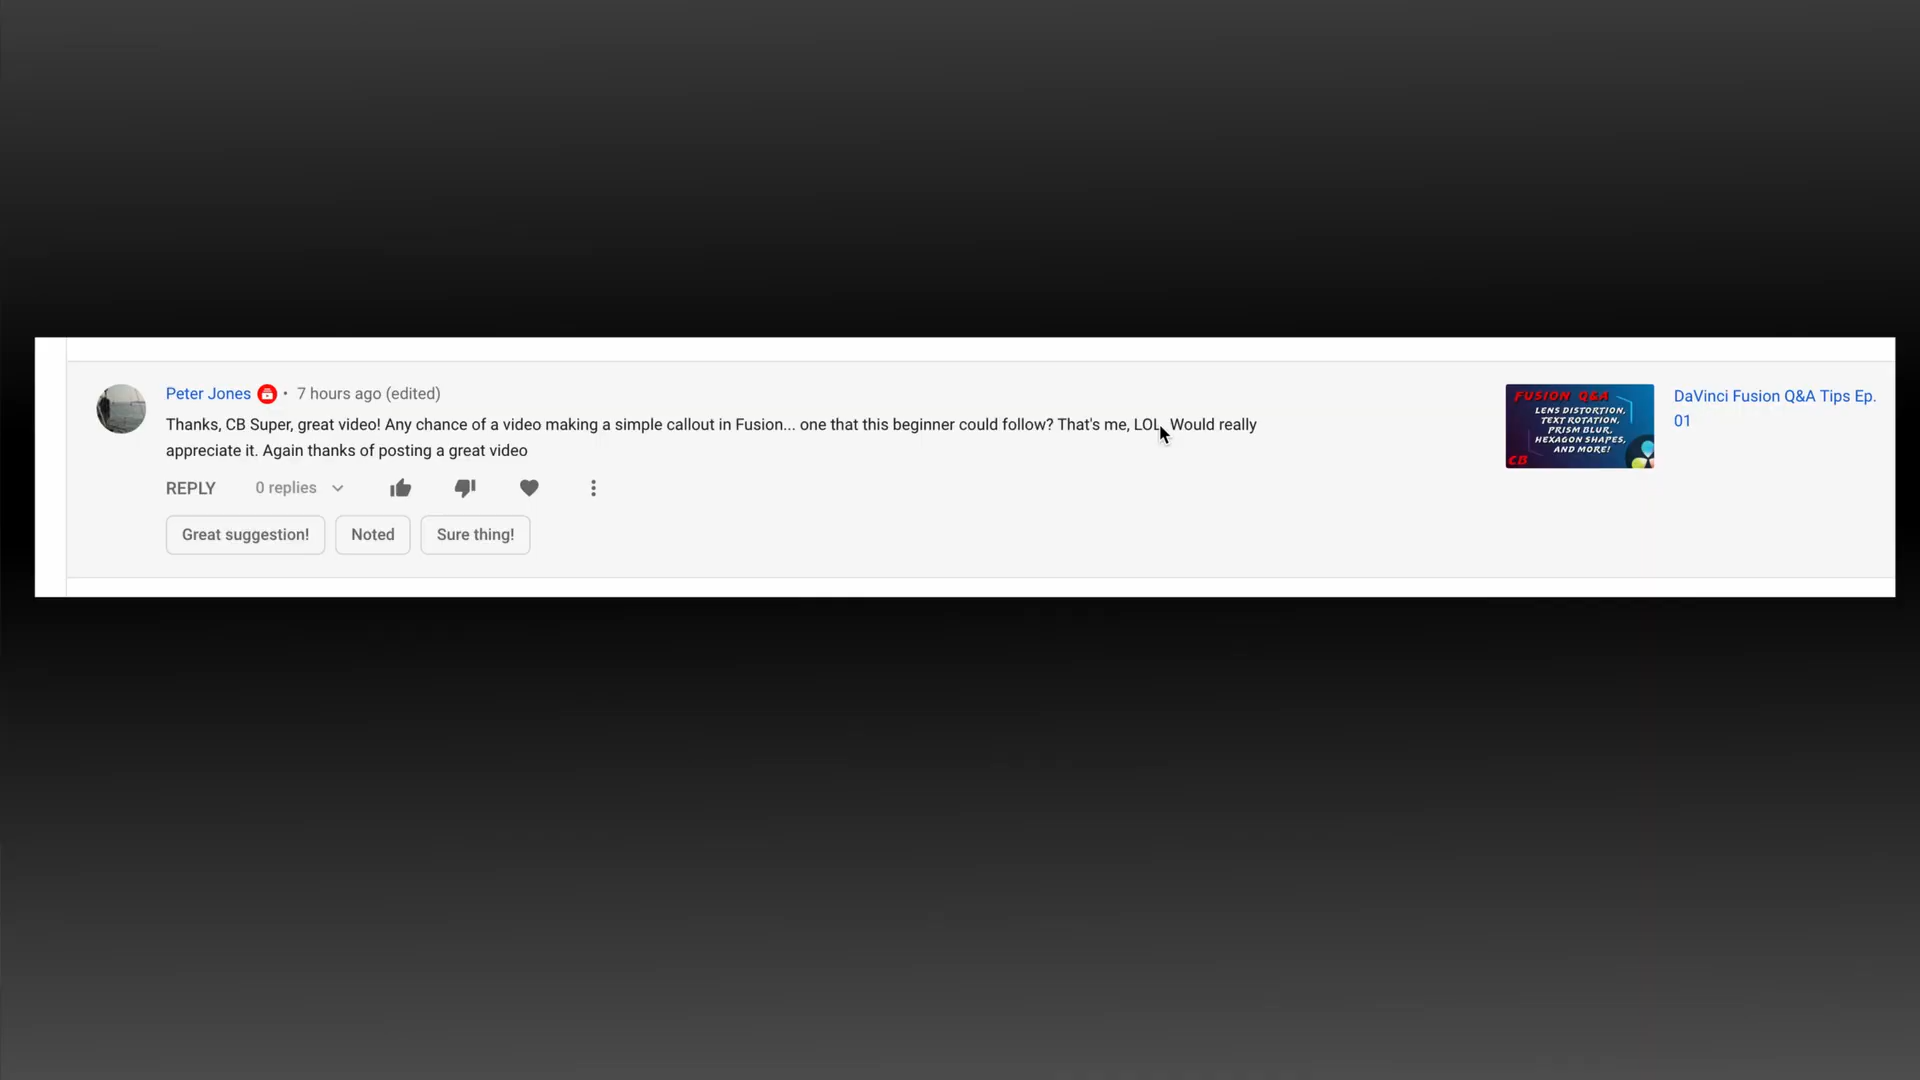 Peter Jones • 7 hours ago (edited)
Thanks, CB Super, great video! Any chance of a video making a simple callout in Fusion... one that this beginner could follow? That's me, LOL. Would really
appreciate it. Again thanks of posting a great video
REPLY 0 replies
Great suggestion! Noted Sure thing!
FUSION Q&A
LENS DISTORTION,
TEXT ROTATION,
PRISM BLUR,
HEXAGON SHAPES,
AND MORE!
CB
DaVinci Fusion Q&A Tips Ep.
01